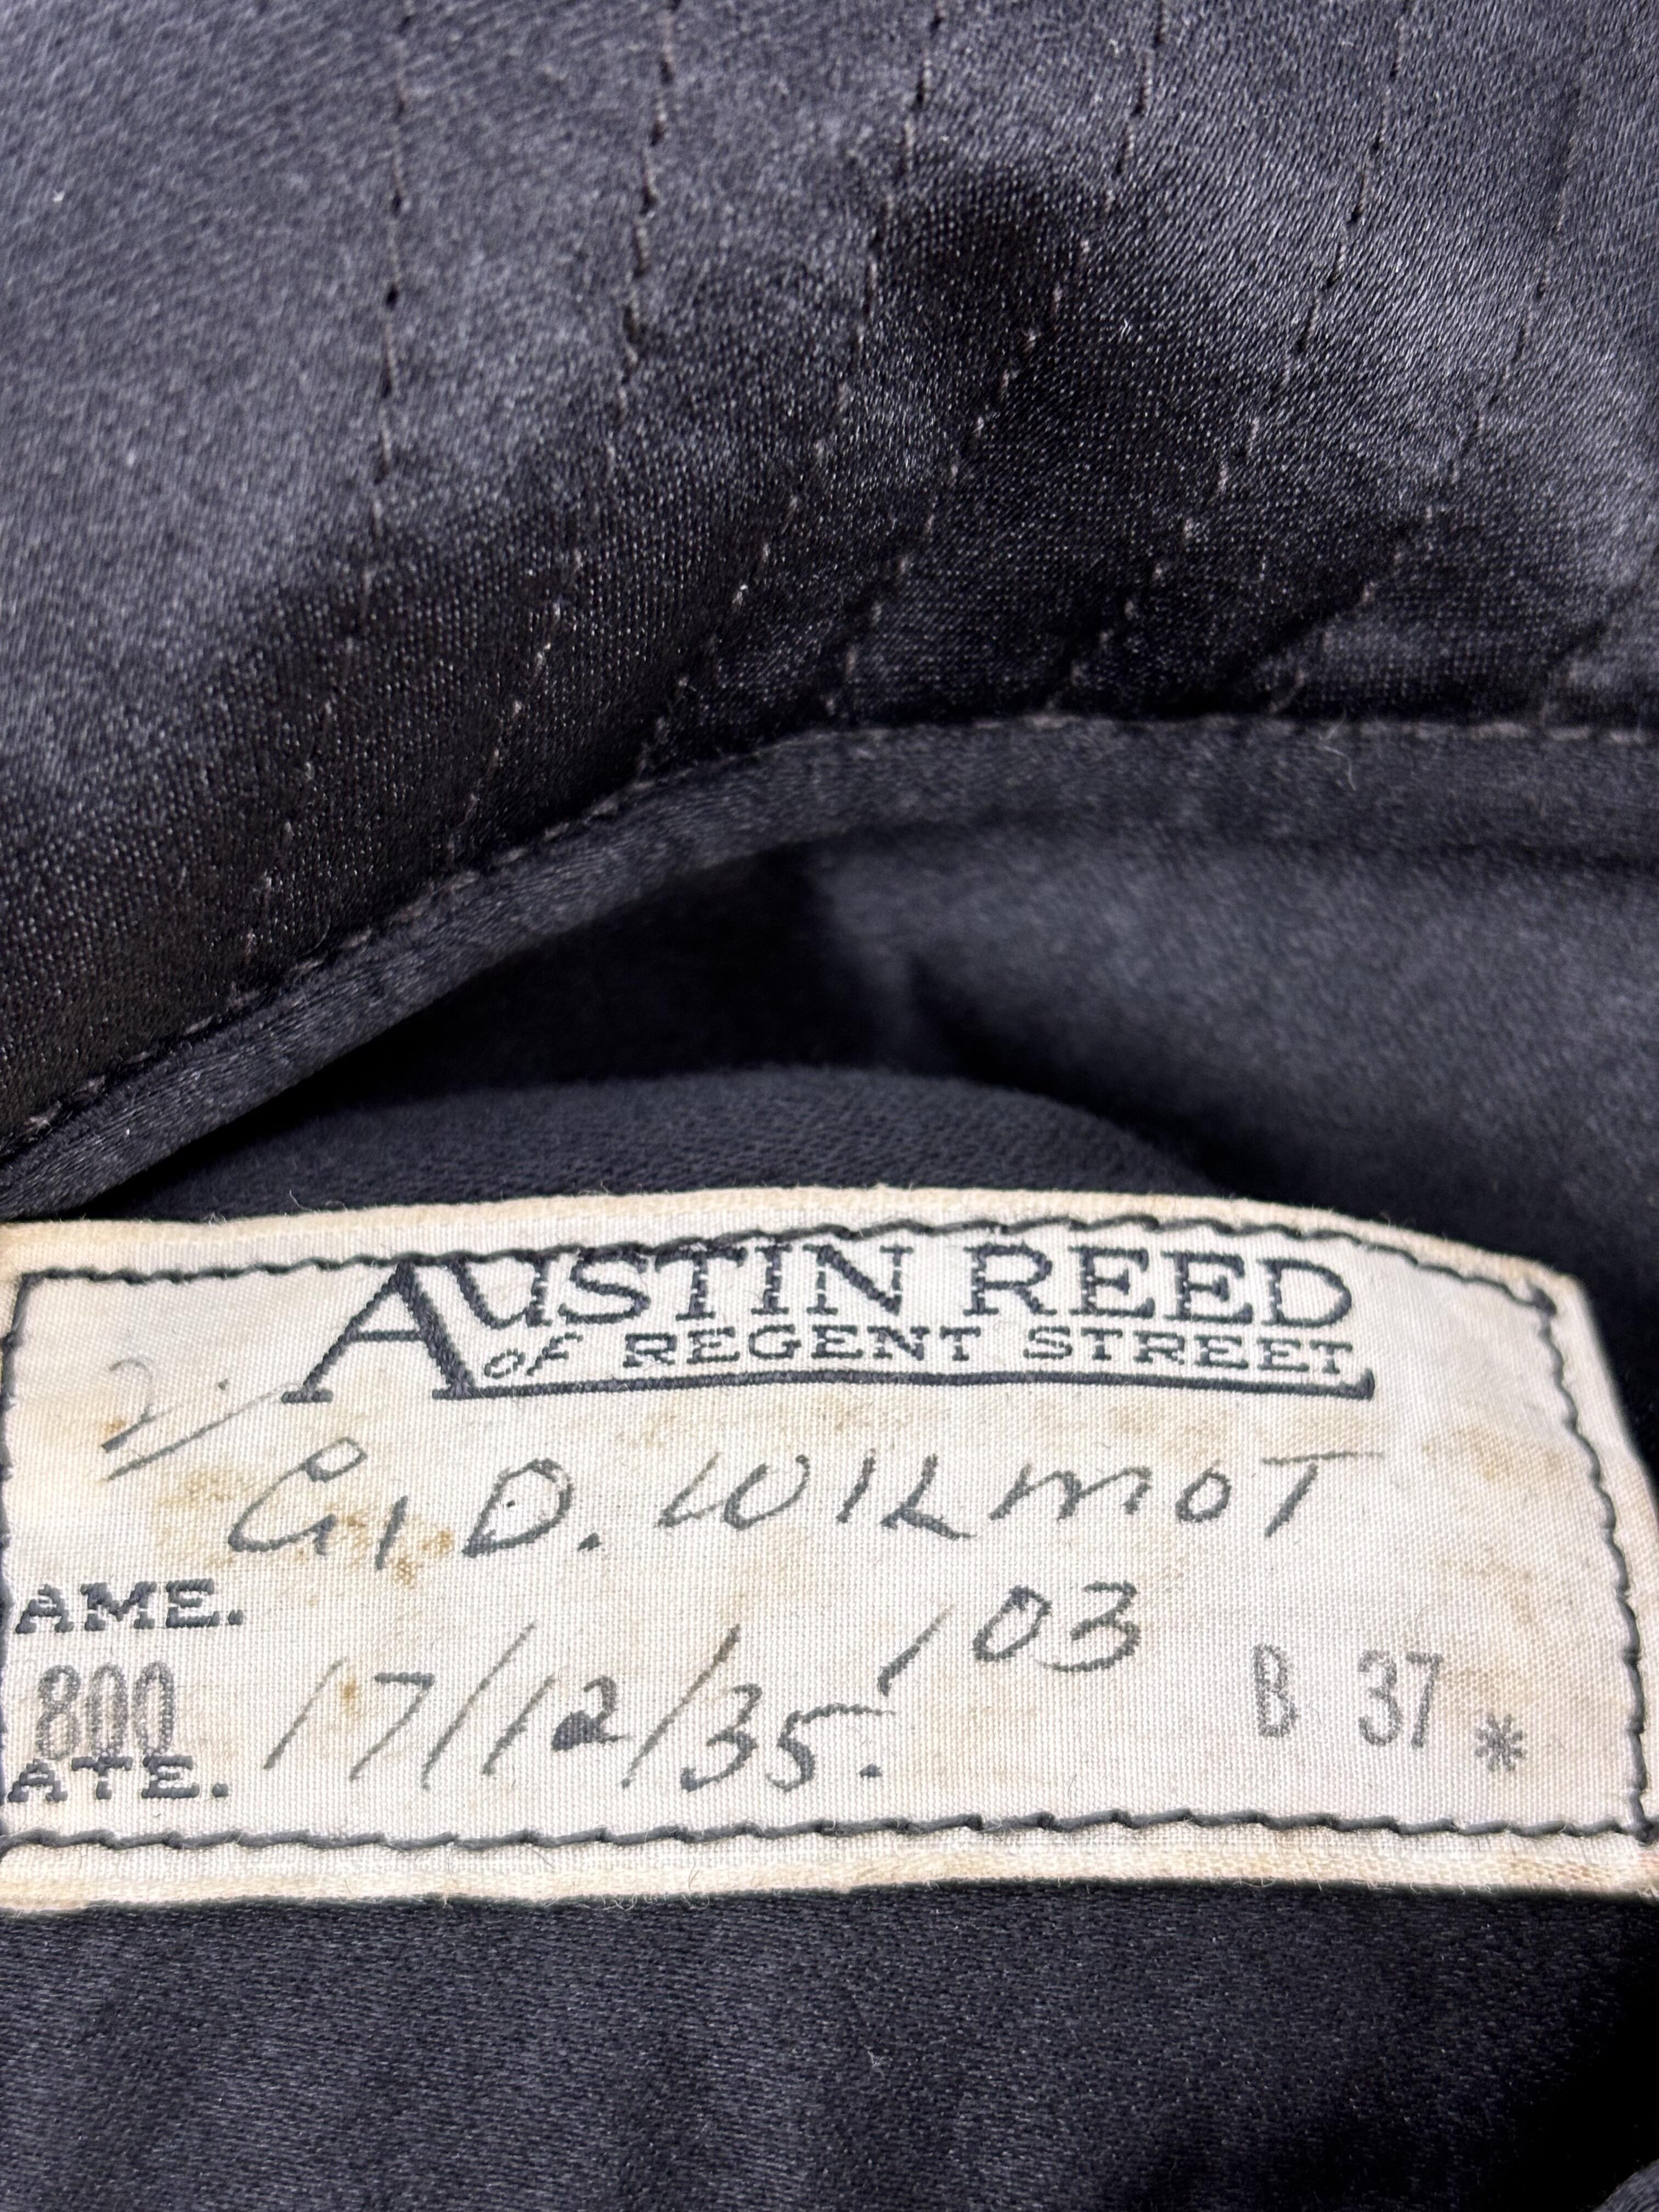 AUSTIN REED
OF REGENT STREET
G. D. WILMOT
AME.
103
800
17/12/35.
B 37 *
ATE.